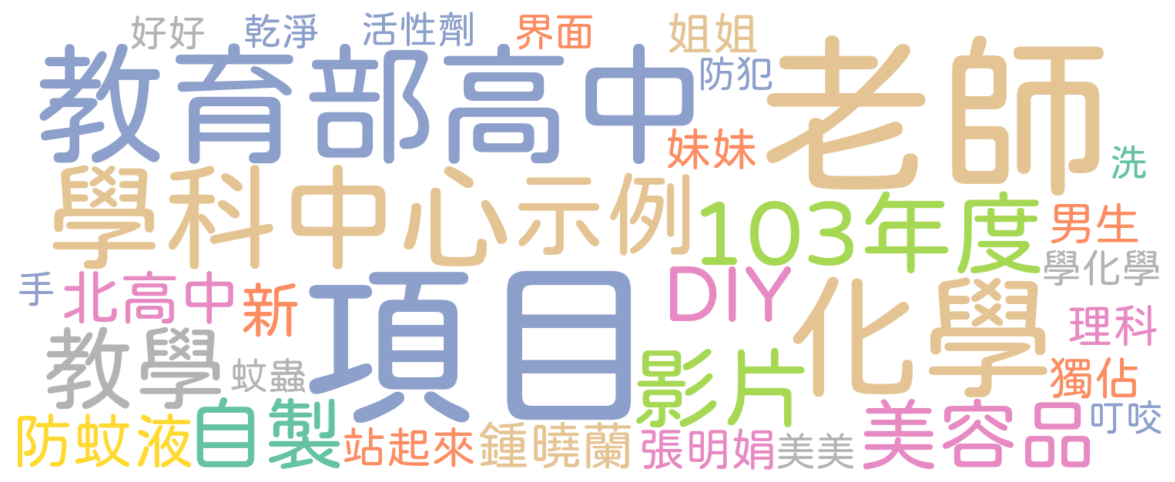 好好
乾淨
活性劑
界面
姐姐
教育部高中
防犯
老師
妹妹
洗
學科中心
示例
103年度
男生
學化學
手
北高中
新
項目
DIY
化學
理科
教學
蚊蟲
影片
獨佔
防蚊液
自製
站起來
鍾曉蘭
張明娟
美美
美容品
叮咬